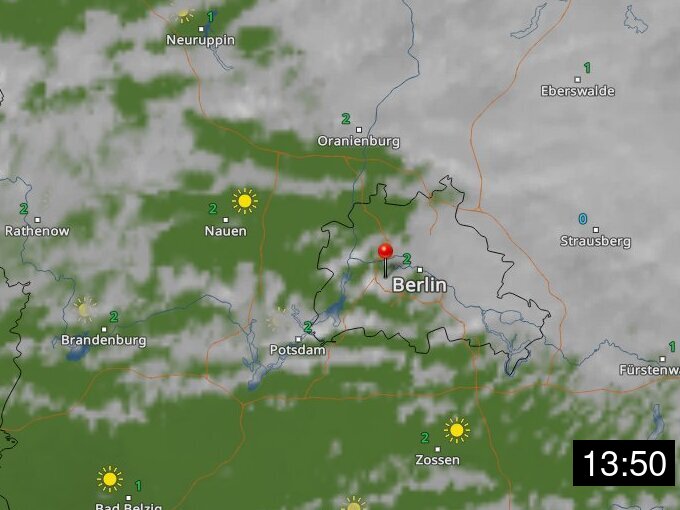 1
Neuruppin
1
Eberswalde
2
Oranienburg
2
Rathenow
2
Nauen
0
Strausberg
2
Berlin
2
Brandenburg
2
Potsdam
1
Fürstenwa
2
Zossen
13:50
1
Bad Belzig